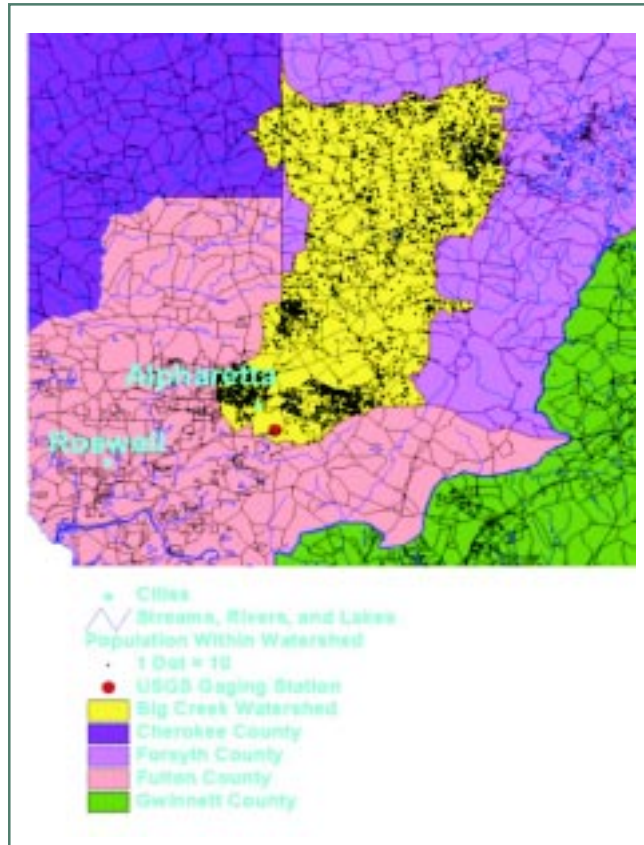 Alpharetta
Roswell
Cities
Streams, Rivers, and Lakes
Population Within Watershed
1 Dot = 10
USGS Gaging Station
Big Creek Watershed
Cherokee County
Forsyth County
Fulton County
Gwinnett County